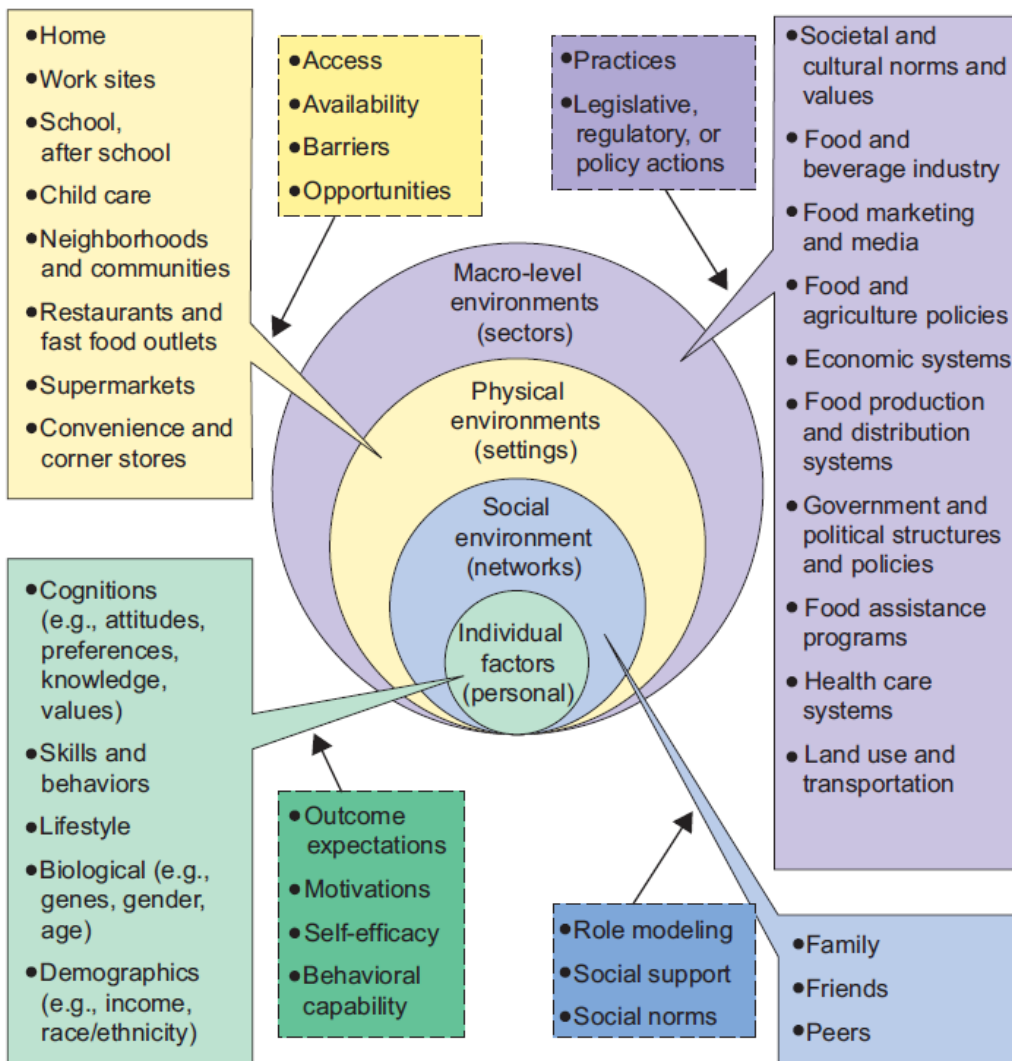 ●Home
●Work sites
●School,
after school
●Child care
●Neighborhoods
and communities
●Restaurants and
fast food outlets
●Supermarkets
●Convenience and
corner stores
●Access
●Availability
●Barriers
●Opportunities
●Practices
●Legislative,
regulatory, or
policy actions
●Societal and
cultural norms and
values
●Food and
beverage industry
●Food marketing
and media
●Food and
agriculture policies
●Economic systems
●Food production
and distribution
systems
●Government and
political structures
and policies
●Food assistance
programs
●Health care
systems
●Land use and
transportation
Macro-level
environments
(sectors)
Physical
environments
(settings)
Social
environment
(networks)
Individual
factors
(personal)
●Cognitions
(e.g., attitudes,
preferences,
knowledge,
values)
●Skills and
behaviors
●Lifestyle
●Biological (e.g.,
genes, gender,
age)
●Demographics
(e.g., income,
race/ethnicity)
●Outcome
expectations
●Motivations
●Self-efficacy
●Behavioral
capability
●Role modeling
●Social support
●Social norms
●Family
●Friends
●Peers